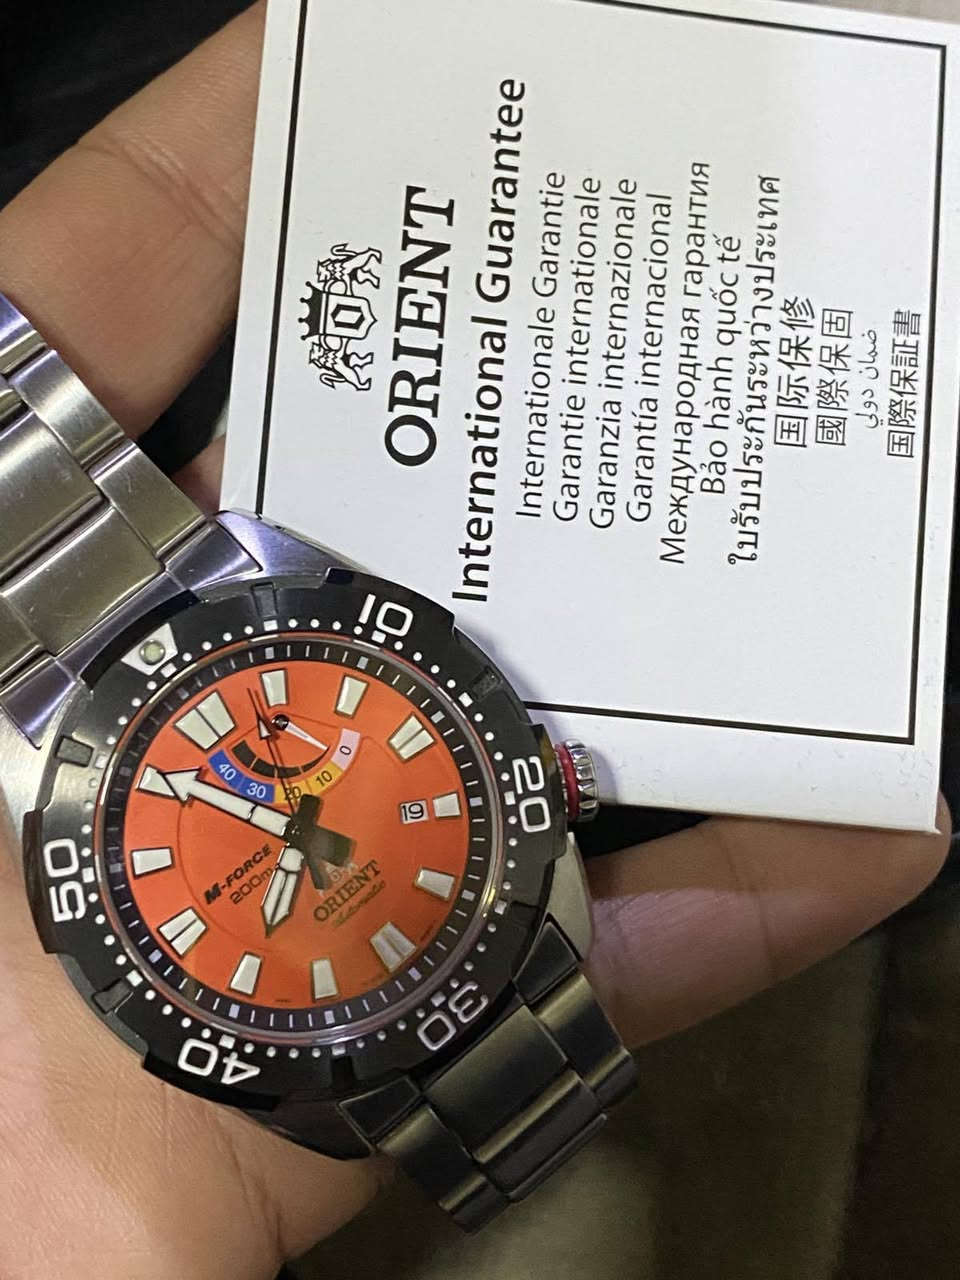 ORIENT
International Guarantee
Internationale Garantie
Garantie internationale
Garanzia internazionale
Garantía internacional
Международная гарантия
Bảo hành quốc tế
ใบรับประกันระหว่างประเทศ
国际保修
國際保固
ضمان دولي
国際保証書
10
20
30
40
50
40
30
20
10
0
19
M-FORCE
200m
ORIENT
Automatic